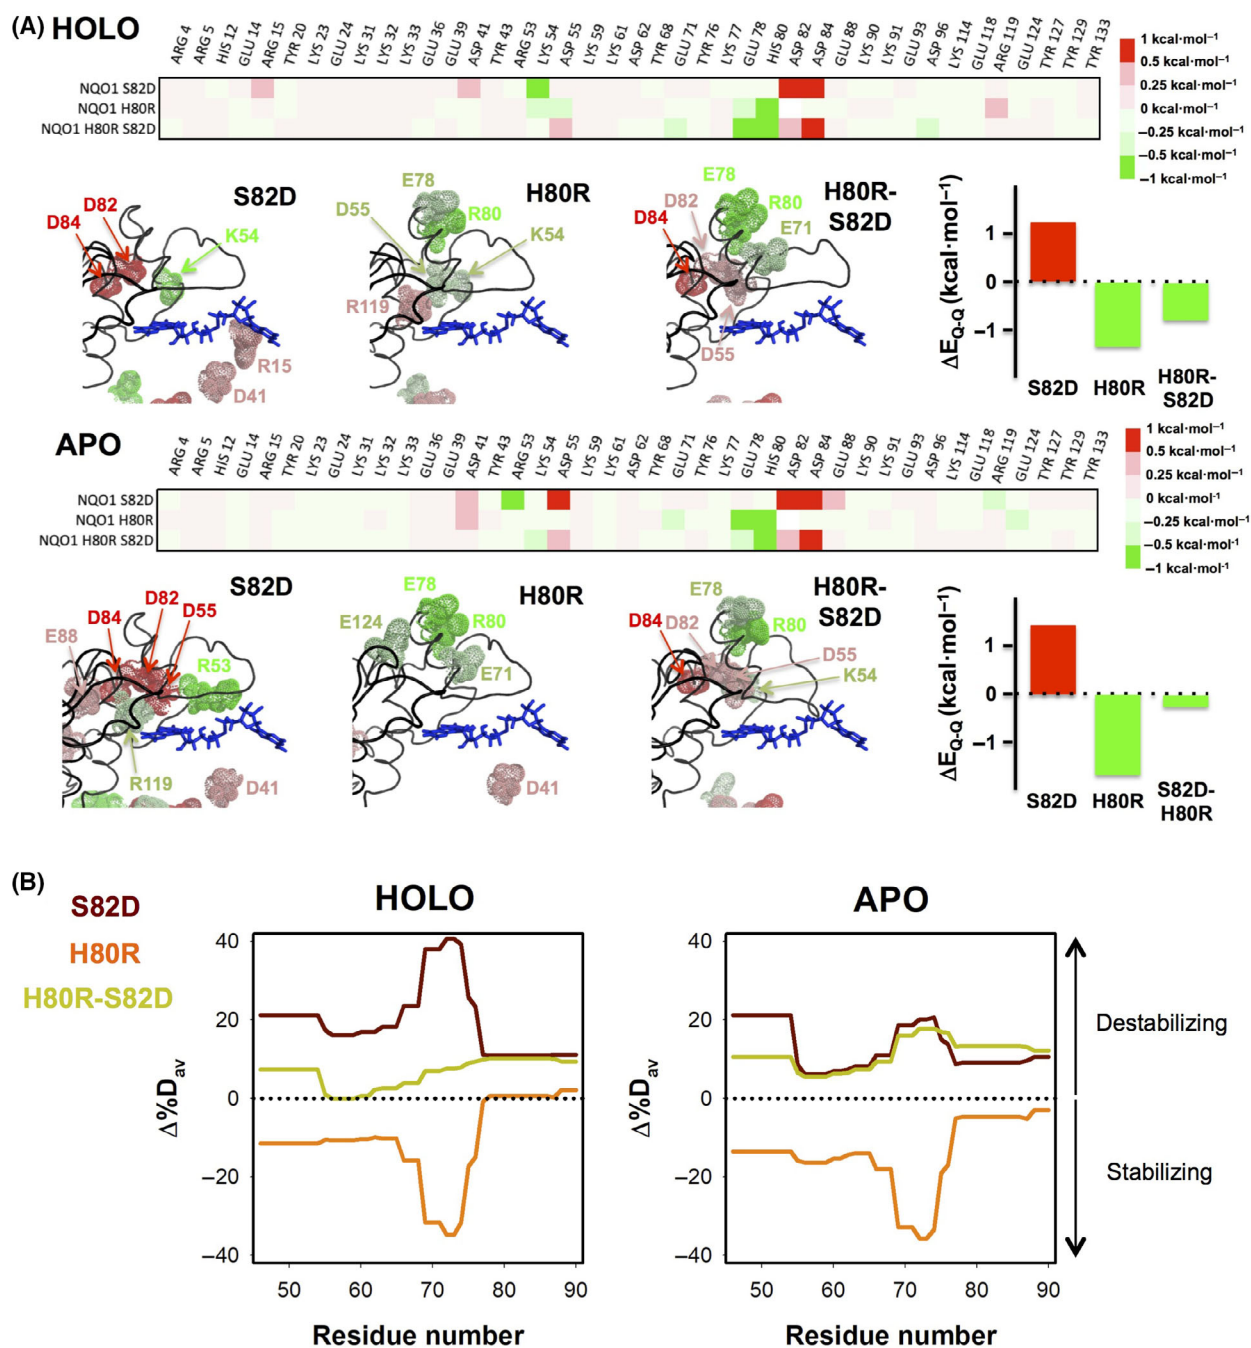 (A) HOLO
ARG 4 ARG 5 HIS 12 GLU 14 ARG 15 TYR 20 LYS 23 GLU 24 LYS 31 LYS 32 LYS 33 GLU 36 GLU 39 ASP 41 TYR 43 ARG 53 LYS 54 ASP 55 LYS 59 LYS 61 ASP 62 TYR 68 GLU 71 TYR 76 LYS 77 GLU 78 HIS 80 ASP 82 ASP 84 GLU 88 LYS 90 LYS 91 GLU 93 ASP 96 LYS 114 GLU 118 ARG 119 GLU 124 TYR 127 TYR 129 TYR 133
NQO1 S82D
NQO1 H80R
NQO1 H80R S82D
1 kcal·mol⁻¹
0.5 kcal·mol⁻¹
0.25 kcal·mol⁻¹
0 kcal·mol⁻¹
−0.25 kcal·mol⁻¹
−0.5 kcal·mol⁻¹
−1 kcal·mol⁻¹
S82D
D82
D84
K54
R15
D41
H80R
E78
D55
R80
K54
R119
H80R-
S82D
E78
D82
R80
D84
E71
D55
ΔE Q-Q (kcal·mol⁻¹)
1
0
−1
S82D H80R H80R-
S82D
APO
ARG 4 ARG 5 HIS 12 GLU 14 ARG 15 TYR 20 LYS 23 GLU 24 LYS 31 LYS 32 LYS 33 GLU 36 GLU 39 ASP 41 TYR 43 ARG 53 LYS 54 ASP 55 LYS 59 LYS 61 ASP 62 TYR 68 GLU 71 TYR 76 LYS 77 GLU 78 HIS 80 ASP 82 ASP 84 GLU 88 LYS 90 LYS 91 GLU 93 ASP 96 LYS 114 GLU 118 ARG 119 GLU 124 TYR 127 TYR 129 TYR 133
NQO1 S82D
NQO1 H80R
NQO1 H80R S82D
1 kcal·mol⁻¹
0.5 kcal·mol⁻¹
0.25 kcal·mol⁻¹
0 kcal·mol⁻¹
−0.25 kcal·mol⁻¹
−0.5 kcal·mol⁻¹
−1 kcal·mol⁻¹
S82D
D82
D84
D55
E88
R53
R119
D41
H80R
E78
E124
R80
E71
D41
H80R-
S82D
E78
D84 D82
R80
D55
K54
ΔE Q-Q (kcal·mol⁻¹)
1
0
−1
S82D H80R S82D-
H80R
(B)
S82D
H80R
H80R-S82D
HOLO
Δ%Dav
40
20
0
−20
−40
50 60 70 80 90
Residue number
APO
Δ%Dav
40
20
0
−20
−40
50 60 70 80 90
Residue number
Destabilizing
Stabilizing